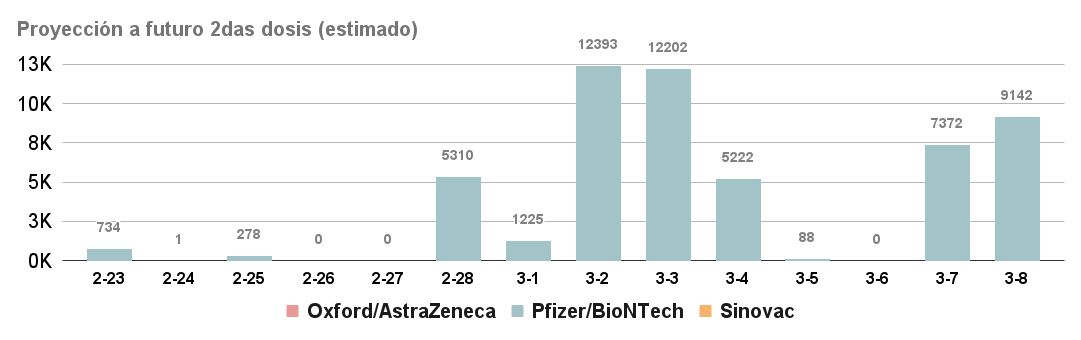 Proyección a futuro 2das dosis (estimado)
13K
10K
8K
5K
3K
0K
734
1
278
0
0
5310
1225
12393
12202
5222
88
0
7372
9142
2-23 2-24 2-25 2-26 2-27 2-28 3-1 3-2 3-3 3-4 3-5 3-6 3-7 3-8
Oxford/AstraZeneca Pfizer/BioNTech Sinovac